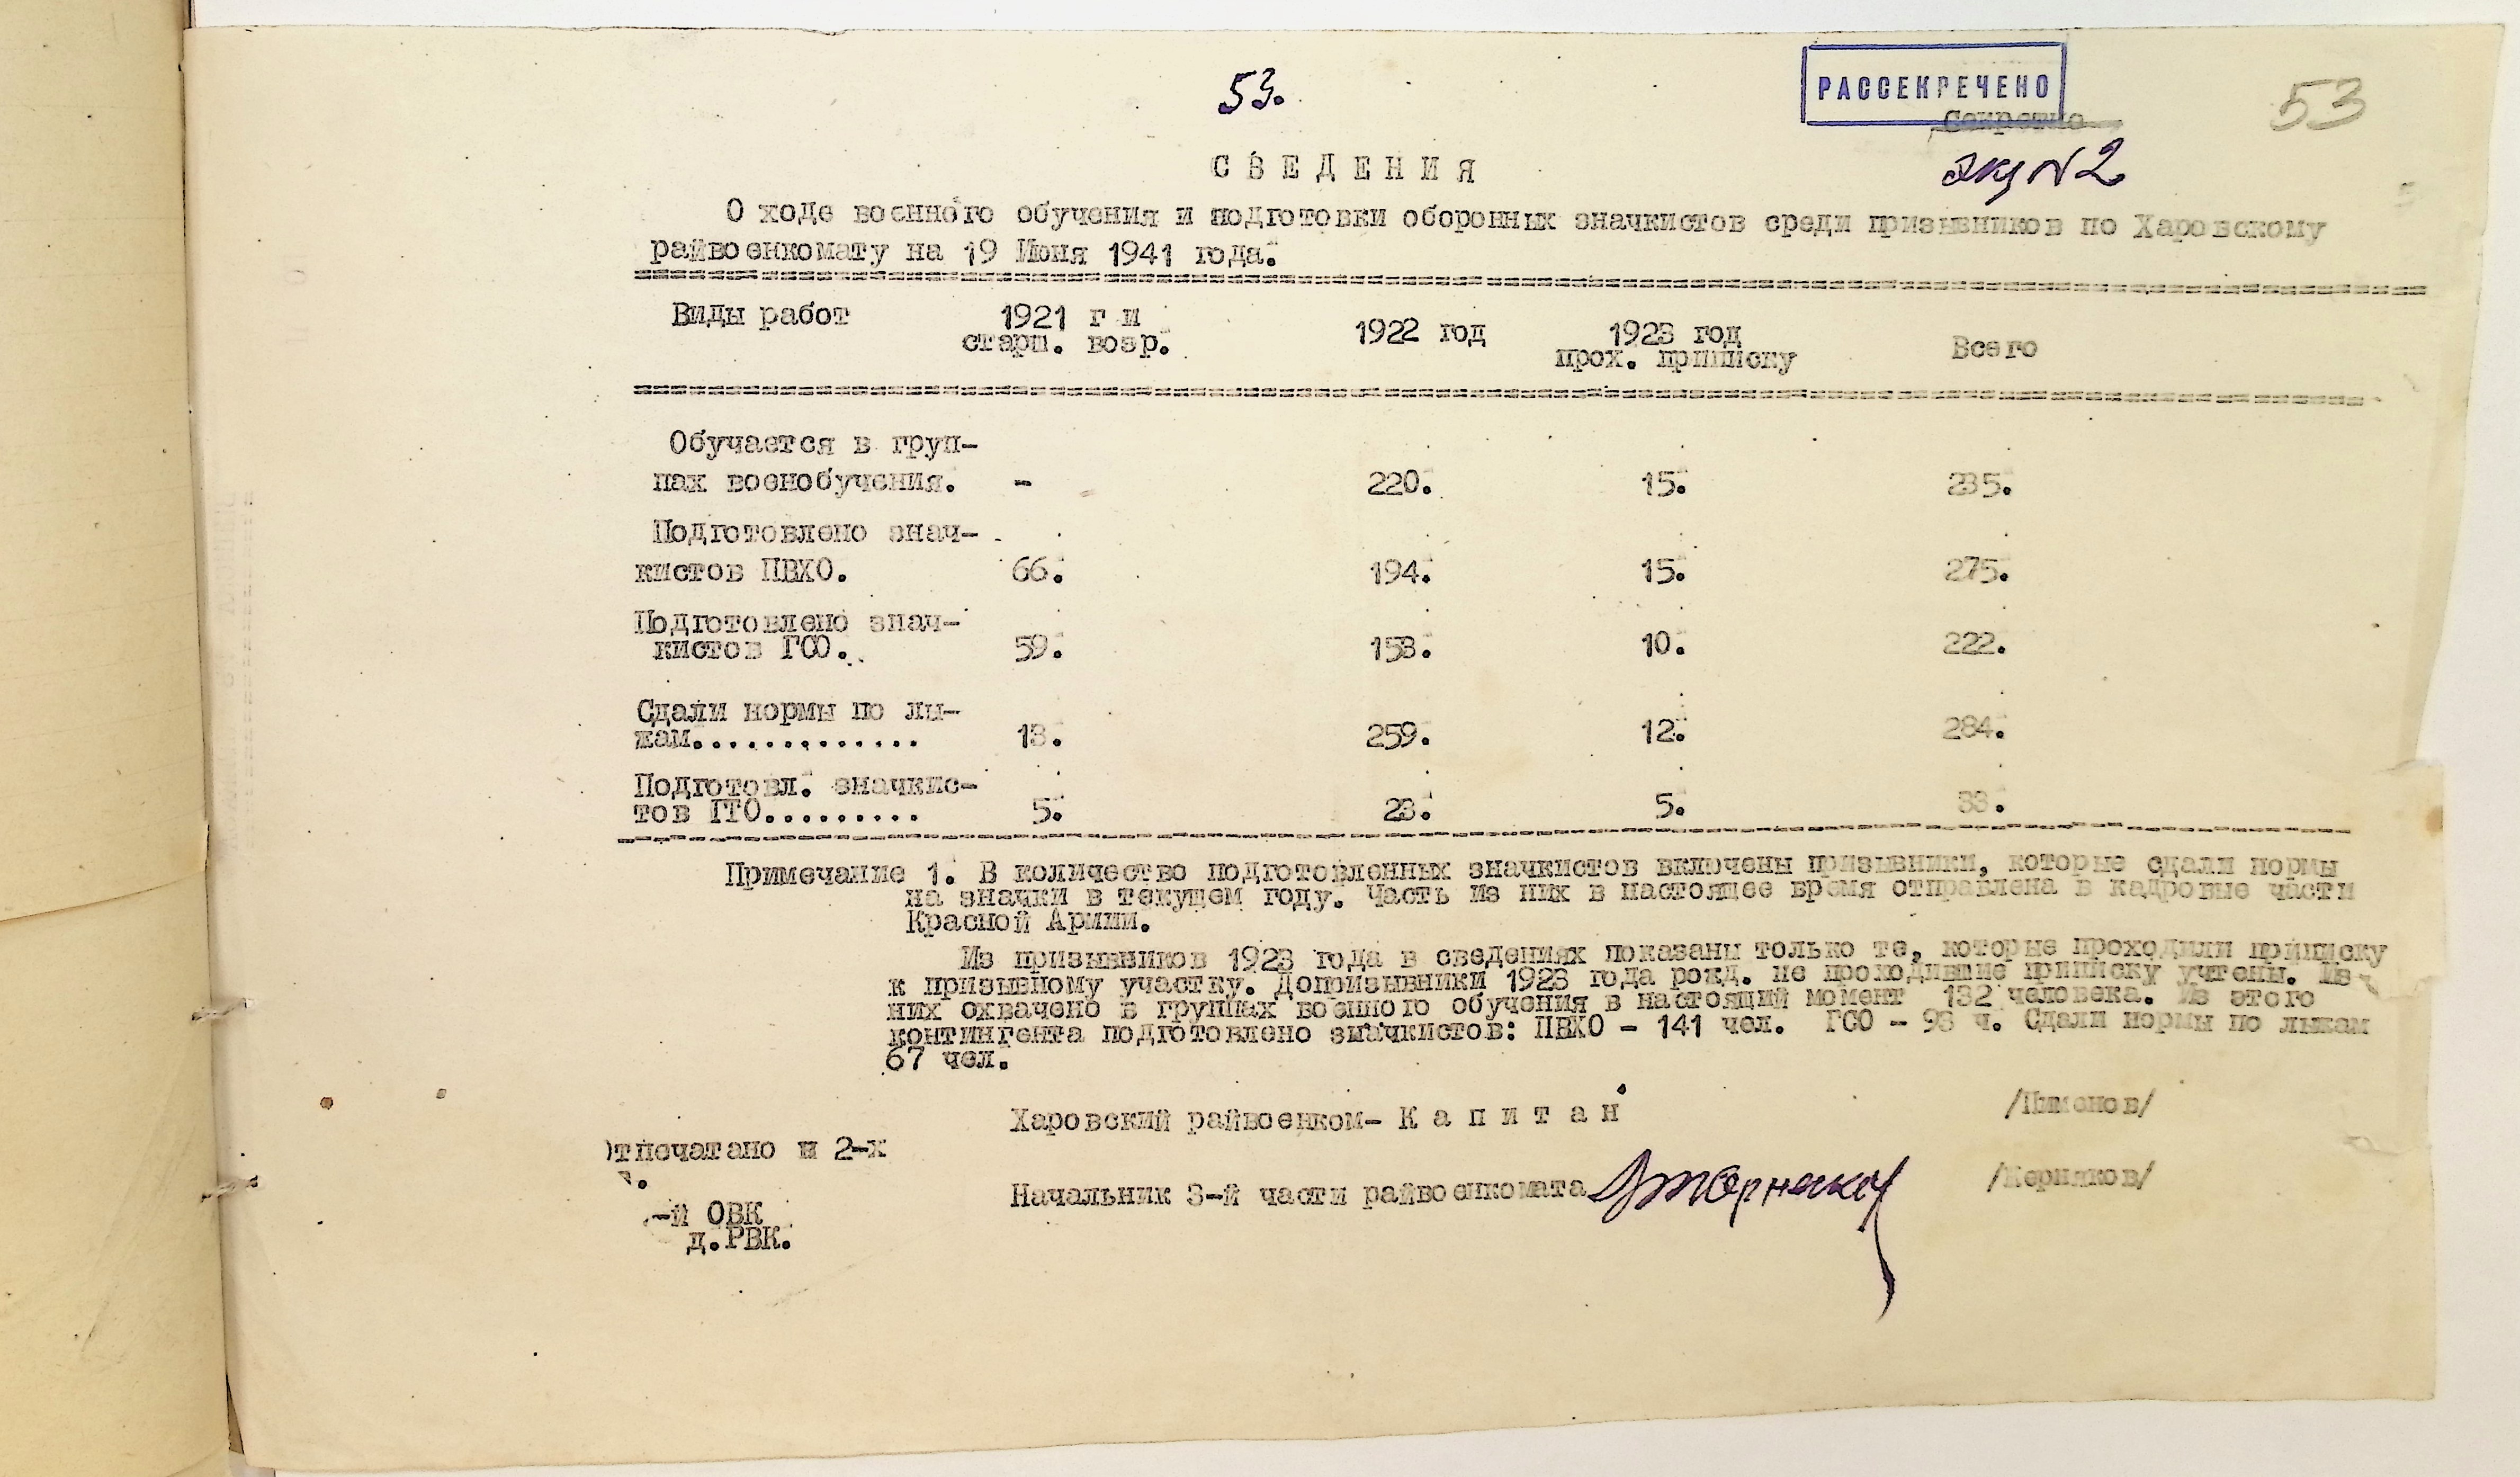 53.
РАССЕКРЕЧЕНО
53
Секретно
экз N2
СВЕДЕНИЯ
О ходе военного обучения и подготовки оборонных значкистов среди призывников по Харовскому
райвоенкомату на 19 Июня 1941 года.
Виды работ 1921 г и 1922 год 1923 год Всего
старш. возр. прох. приписку
Обучается в груп-
пах военобучения. - 220. 15. 235.
Подготовлено знач-
кистов ПВХО. 66. 194. 15. 275.
Подготовлено знач-
кистов ГСО. 59. 153. 10. 222.
Сдали нормы по лы-
жам............. 13. 259. 12. 284.
Подготовл. значкис-
тов ГТО......... 5. 23. 5. 33.
Примечание 1. В количество подготовленных значкистов включены призывники, которые сдали нормы
на значки в текущем году. Часть из них в настоящее время отправлена в кадровые части
Красной Армии.
Из призывников 1923 года в сведениях показаны только те, которые проходили приписку
к призывному участку. Допризывники 1923 года рожд. не проходившие приписку учтены. Из
них охвачено в группах военного обучения в настоящий момент 132 человека. Из этого
контингента подготовлено значкистов: ПВХО - 141 чел. ГСО - 93 ч. Сдали нормы по лыжам
67 чел.
Харовский райвоенком- Капитан /Пименов/
Отпечатано в 2-х
Начальник 3-й части райвоенкомата /Жерняков/
-й ОВК
д.РВК.